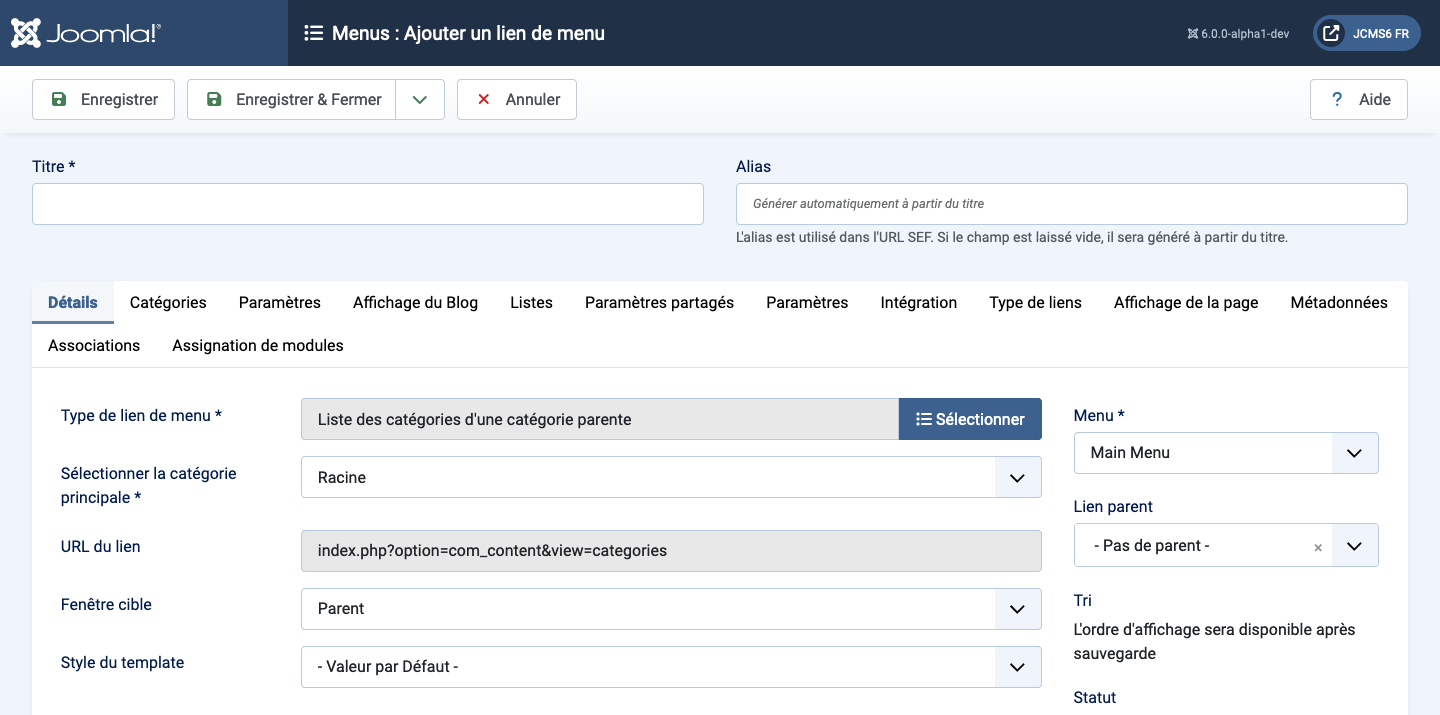 Joomla!®
Menus : Ajouter un lien de menu
6.0.0-alpha1-dev
JCMS6 FR
Enregistrer
Enregistrer & Fermer
Annuler
? Aide
Titre *
Alias
Générer automatiquement à partir du titre
L'alias est utilisé dans l'URL SEF. Si le champ est laissé vide, il sera généré à partir du titre.
Détails Catégories Paramètres Affichage du Blog Listes Paramètres partagés Paramètres Intégration Type de liens Affichage de la page Métadonnées
Associations Assignation de modules
Type de lien de menu *
Liste des catégories d'une catégorie parente
Sélectionner
Sélectionner la catégorie
principale *
Racine
URL du lien
index.php?option=com_content&view=categories
Fenêtre cible
Parent
Style du template
- Valeur par Défaut -
Menu *
Main Menu
Lien parent
- Pas de parent -
Tri
L'ordre d'affichage sera disponible après
sauvegarde
Statut